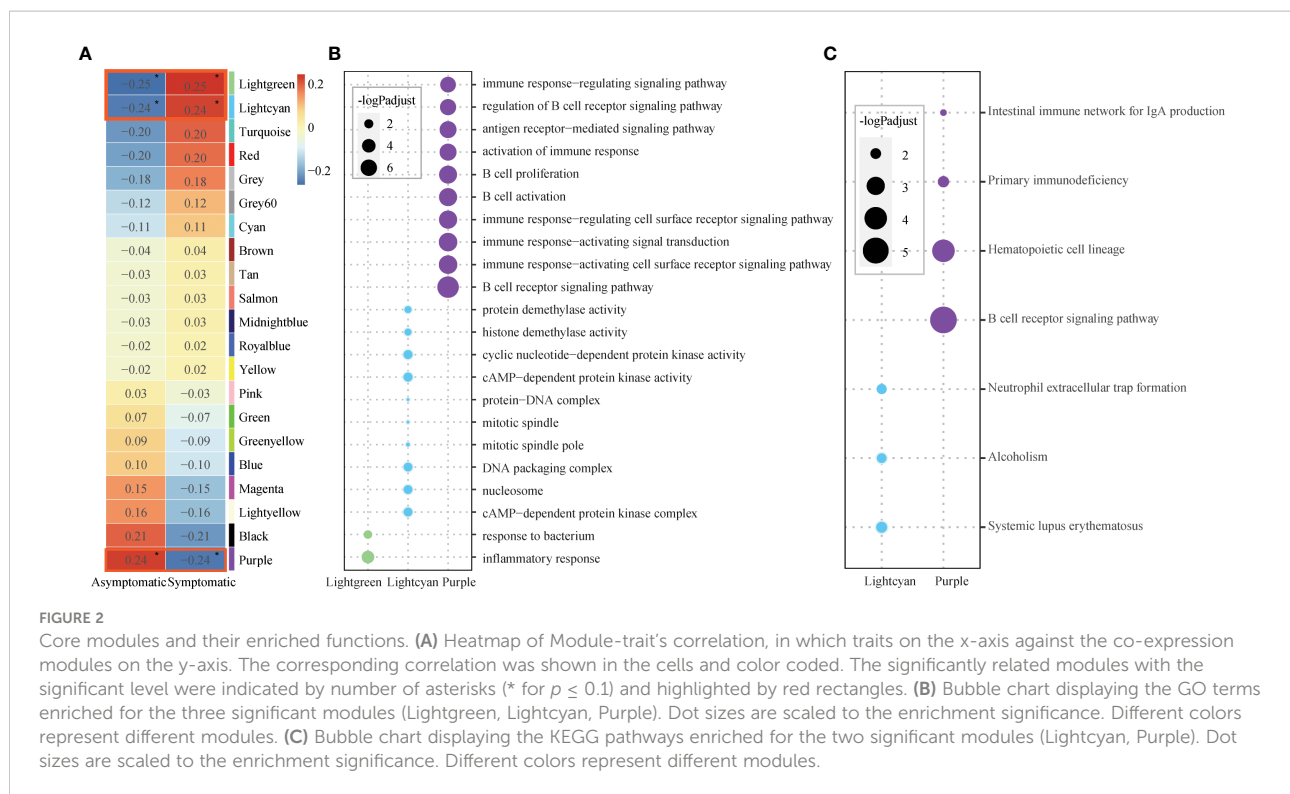 A
−0.25 * 0.25 * Lightgreen
−0.24 * 0.24 * Lightcyan
−0.20 0.20 Turquoise
−0.20 0.20 Red
−0.18 0.18 Grey
−0.12 0.12 Grey60
−0.11 0.11 Cyan
−0.04 0.04 Brown
−0.03 0.03 Tan
−0.03 0.03 Salmon
−0.03 0.03 Midnightblue
−0.02 0.02 Royalblue
−0.02 0.02 Yellow
0.03 −0.03 Pink
0.07 −0.07 Green
0.09 −0.09 Greenyellow
0.10 −0.10 Blue
0.15 −0.15 Magenta
0.16 −0.16 Lightyellow
0.21 −0.21 Black
0.24 * −0.24 * Purple
Asymptomatic Symptomatic
0.2
0
−0.2
B
-logPadjust
2
4
6
immune response−regulating signaling pathway
regulation of B cell receptor signaling pathway
antigen receptor−mediated signaling pathway
activation of immune response
B cell proliferation
B cell activation
immune response−regulating cell surface receptor signaling pathway
immune response−activating signal transduction
immune response−activating cell surface receptor signaling pathway
B cell receptor signaling pathway
protein demethylase activity
histone demethylase activity
cyclic nucleotide−dependent protein kinase activity
cAMP−dependent protein kinase activity
protein−DNA complex
mitotic spindle
mitotic spindle pole
DNA packaging complex
nucleosome
cAMP−dependent protein kinase complex
response to bacterium
inflammatory response
Lightgreen Lightcyan Purple
C
-logPadjust
2
3
4
5
Intestinal immune network for IgA production
Primary immunodeficiency
Hematopoietic cell lineage
B cell receptor signaling pathway
Neutrophil extracellular trap formation
Alcoholism
Systemic lupus erythematosus
Lightcyan Purple
FIGURE 2
Core modules and their enriched functions. (A) Heatmap of Module-trait's correlation, in which traits on the x-axis against the co-expression
modules on the y-axis. The corresponding correlation was shown in the cells and color coded. The significantly related modules with the
significant level were indicated by number of asterisks (* for p ≤ 0.1) and highlighted by red rectangles. (B) Bubble chart displaying the GO terms
enriched for the three significant modules (Lightgreen, Lightcyan, Purple). Dot sizes are scaled to the enrichment significance. Different colors
represent different modules. (C) Bubble chart displaying the KEGG pathways enriched for the two significant modules (Lightcyan, Purple). Dot
sizes are scaled to the enrichment significance. Different colors represent different modules.